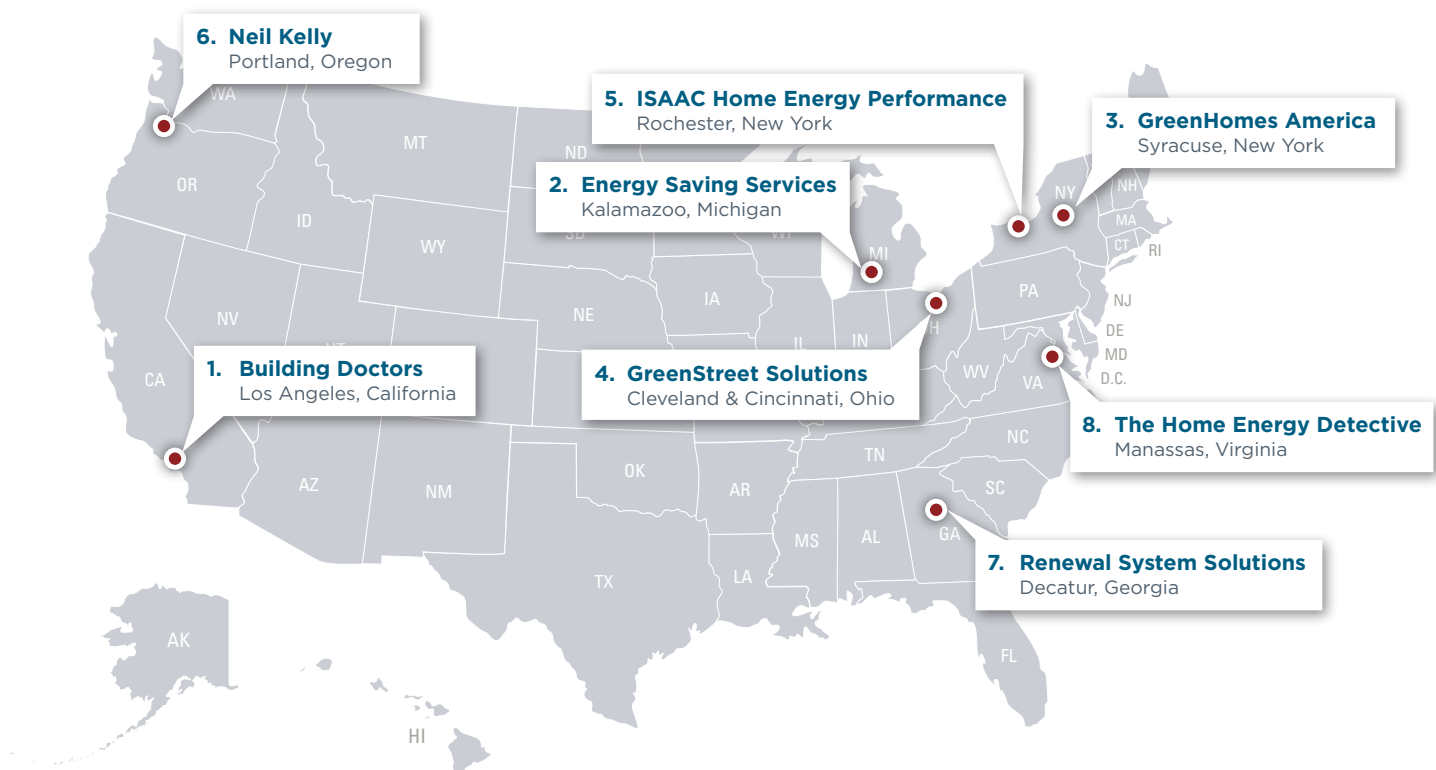 6. Neil Kelly
Portland, Oregon
5. ISAAC Home Energy Performance
Rochester, New York
3. GreenHomes America
Syracuse, New York
2. Energy Saving Services
Kalamazoo, Michigan
1. Building Doctors
Los Angeles, California
4. GreenStreet Solutions
Cleveland & Cincinnati, Ohio
8. The Home Energy Detective
Manassas, Virginia
7. Renewal System Solutions
Decatur, Georgia
WA
MT
ND
OR
ID
WY
SD
MI
NY
NH
MA
CT
RI
NV
NE
IA
IL
IN
PA
NJ
DE
MD
D.C.
CA
WV
VA
AZ
NM
OK
AR
TN
NC
SC
TX
LA
MS
AL
GA
FL
AK
HI